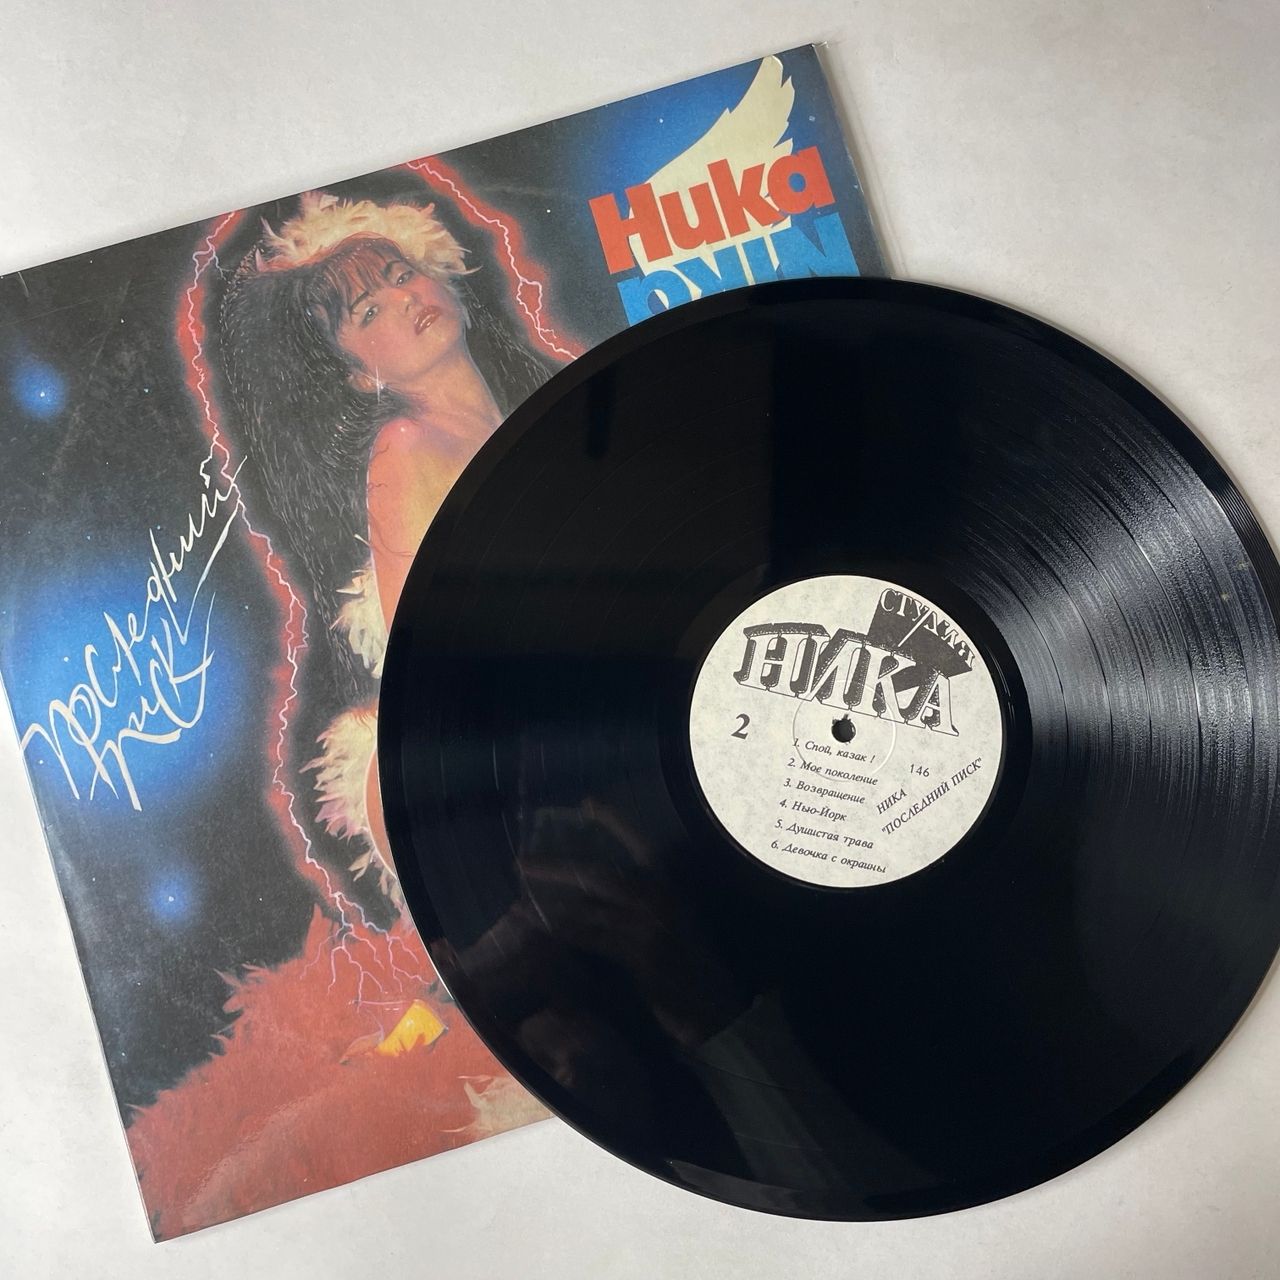 Ника
NIKA
Последний
писк
СТУДИЯ
НИКА
2
1. Спой, казак !
2. Мое поколение
3. Возвращение
4. Нью-Йорк
5. Душистая трава
6. Девочка с окраины
146
НИКА
"ПОСЛЕДНИЙ ПИСК"